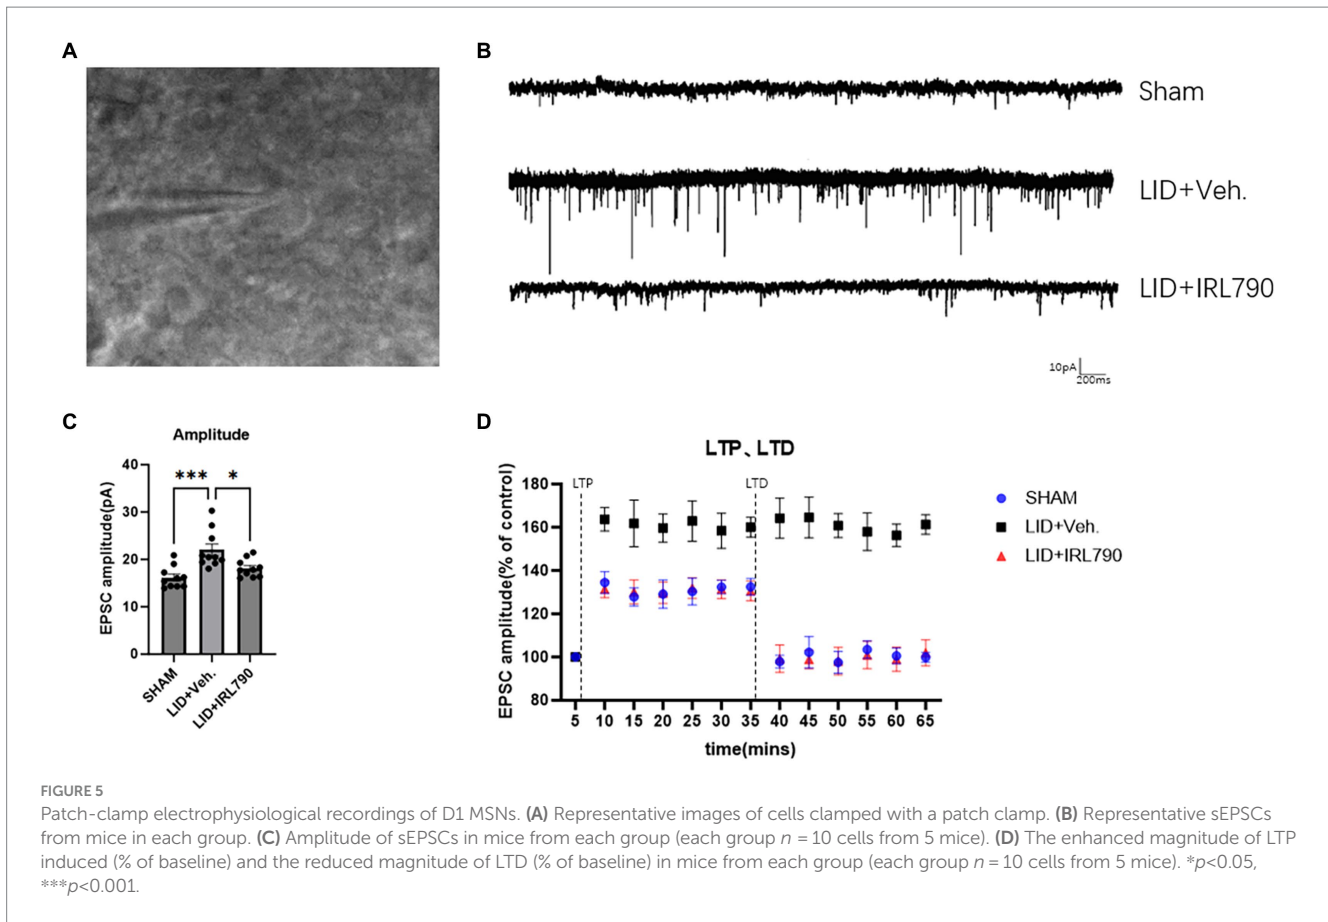 A
B
Sham
LID+Veh.
LID+IRL790
10pA
200ms
C
Amplitude
EPSC amplitude(pA)
40
30
20
10
0
***
*
SHAM
LID+Veh.
LID+IRL790
D
LTP、LTD
EPSC amplitude(% of control)
180
160
140
120
100
80
LTP
LTD
5 10 15 20 25 30 35 40 45 50 55 60 65
time(mins)
SHAM
LID+Veh.
LID+IRL790
FIGURE 5
Patch-clamp electrophysiological recordings of D1 MSNs. (A) Representative images of cells clamped with a patch clamp. (B) Representative sEPSCs
from mice in each group. (C) Amplitude of sEPSCs in mice from each group (each group n = 10 cells from 5 mice). (D) The enhanced magnitude of LTP
induced (% of baseline) and the reduced magnitude of LTD (% of baseline) in mice from each group (each group n = 10 cells from 5 mice). *p<0.05,
***p<0.001.